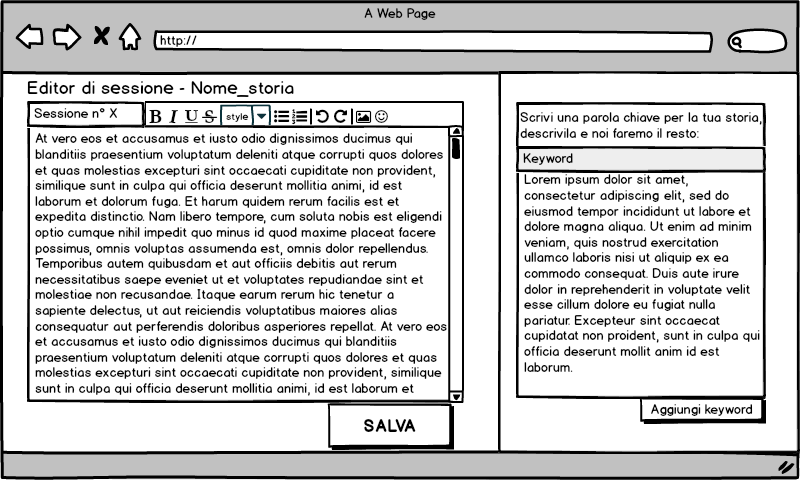 A Web Page
http://
Editor di sessione - Nome_storia
Sessione n° X
B I U S style
At vero eos et accusamus et iusto odio dignissimos ducimus qui
blanditiis praesentium voluptatum deleniti atque corrupti quos dolores
et quas molestias excepturi sint occaecati cupiditate non provident,
similique sunt in culpa qui officia deserunt mollitia animi, id est
laborum et dolorum fuga. Et harum quidem rerum facilis est et
expedita distinctio. Nam libero tempore, cum soluta nobis est eligendi
optio cumque nihil impedit quo minus id quod maxime placeat facere
possimus, omnis voluptas assumenda est, omnis dolor repellendus.
Temporibus autem quibusdam et aut officiis debitis aut rerum
necessitatibus saepe eveniet ut et voluptates repudiandae sint et
molestiae non recusandae. Itaque earum rerum hic tenetur a
sapiente delectus, ut aut reiciendis voluptatibus maiores alias
consequatur aut perferendis doloribus asperiores repellat. At vero eos
et accusamus et iusto odio dignissimos ducimus qui blanditiis
praesentium voluptatum deleniti atque corrupti quos dolores et quas
molestias excepturi sint occaecati cupiditate non provident, similique
sunt in culpa qui officia deserunt mollitia animi, id est laborum et
SALVA
Scrivi una parola chiave per la tua storia,
descrivila e noi faremo il resto:
Keyword
Lorem ipsum dolor sit amet,
consectetur adipiscing elit, sed do
eiusmod tempor incididunt ut labore et
dolore magna aliqua. Ut enim ad minim
veniam, quis nostrud exercitation
ullamco laboris nisi ut aliquip ex ea
commodo consequat. Duis aute irure
dolor in reprehenderit in voluptate velit
esse cillum dolore eu fugiat nulla
pariatur. Excepteur sint occaecat
cupidatat non proident, sunt in culpa qui
officia deserunt mollit anim id est
laborum.
Aggiungi keyword